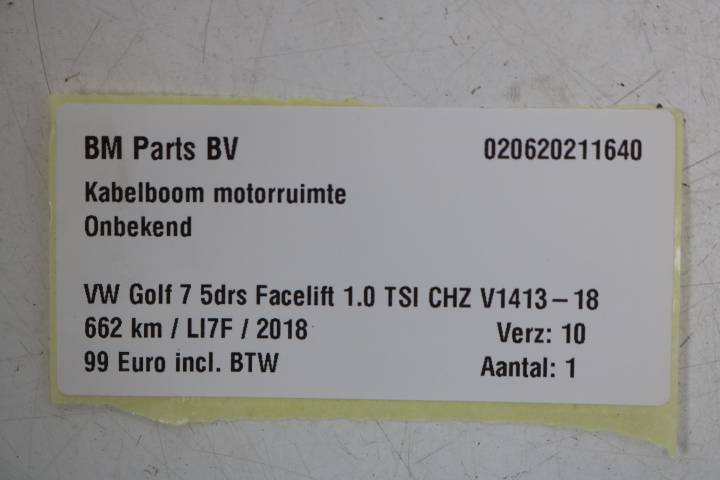 BM Parts BV 020620211640
Kabelboom motorruimte
Onbekend
VW Golf 7 5drs Facelift 1.0 TSI CHZ V1413-18
662 km / LI7F / 2018 Verz: 10
99 Euro incl. BTW Aantal: 1